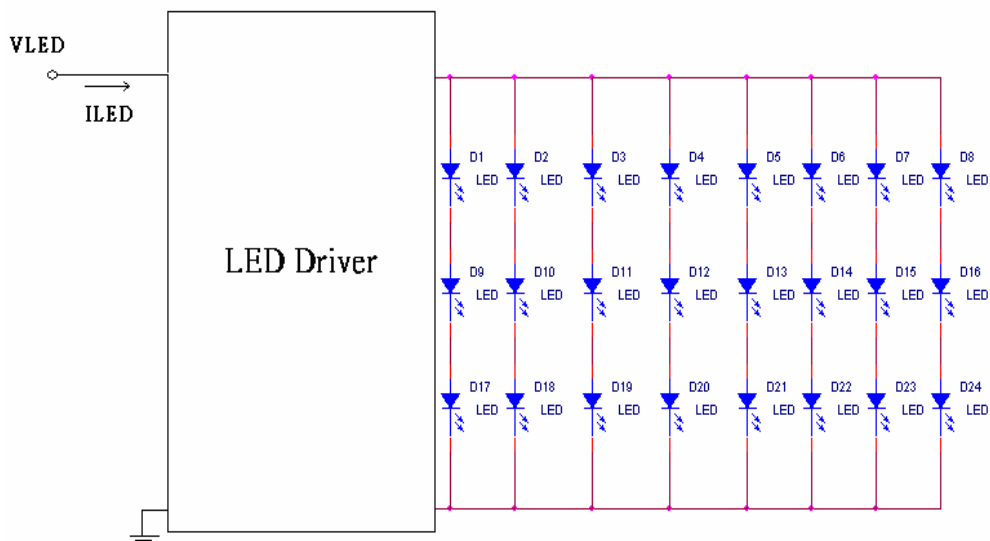 VLED
ILED
LED Driver
D1 D2 D3 D4 D5 D6 D7 D8
LED LED LED LED LED LED LED LED
D9 D10 D11 D12 D13 D14 D15 D16
LED LED LED LED LED LED LED LED
D17 D18 D19 D20 D21 D22 D23 D24
LED LED LED LED LED LED LED LED